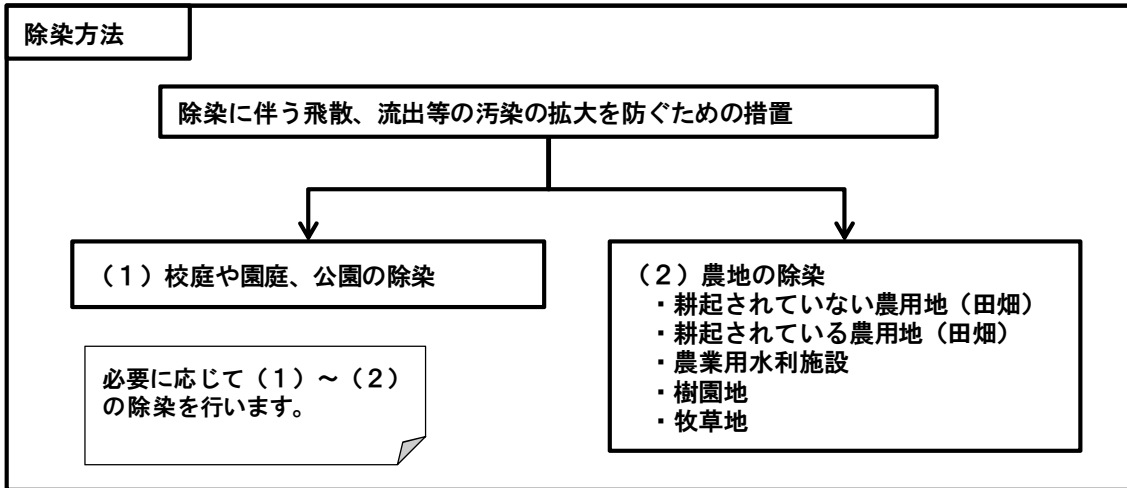 除染方法
除染に伴う飛散、流出等の汚染の拡大を防ぐための措置
（１）校庭や園庭、公園の除染
（２）農地の除染
・耕起されていない農用地（田畑）
・耕起されている農用地（田畑）
・農業用水利施設
・樹園地
・牧草地
必要に応じて（１）～（２）
の除染を行います。